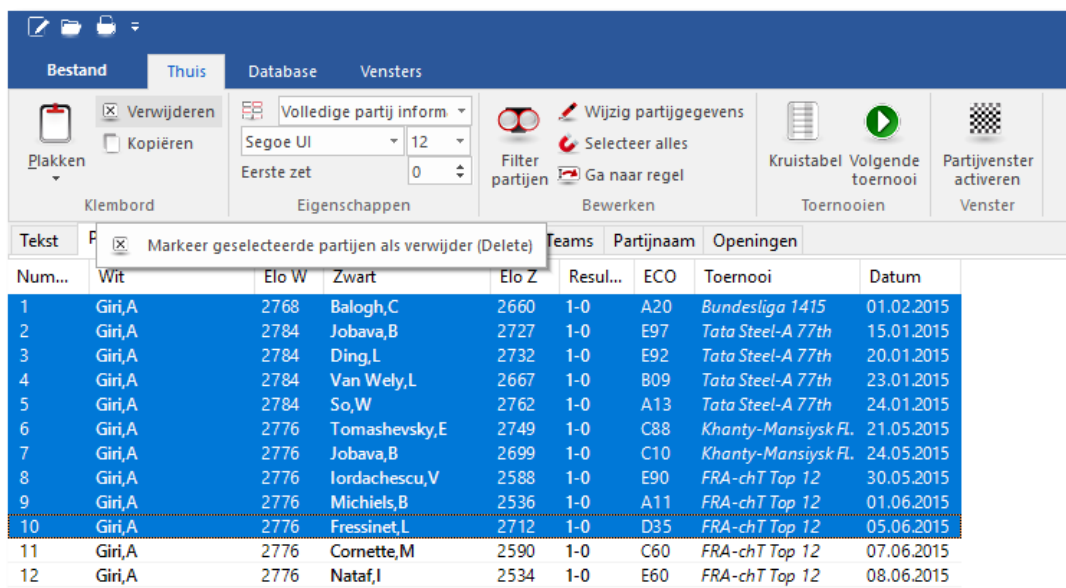 Bestand Thuis Database Vensters
Verwijderen Volledige partij inform Wijzig partijgegevens
Kopiëren Segoe UI 12 Selecteer alles
Plakken Eerste zet 0 Filter partijen Ga naar regel Kruistabel Volgende toernooi Partijvenster activeren
Klembord Eigenschappen Bewerken Toernooien Venster
Tekst P Teams Partijnaam Openingen
Markeer geselecteerde partijen als verwijder (Delete)
Num... Wit Elo W Zwart Elo Z Resul... ECO Toernooi Datum
1 Giri,A 2768 Balogh,C 2660 1-0 A20 Bundesliga 1415 01.02.2015
2 Giri,A 2784 Jobava,B 2727 1-0 E97 Tata Steel-A 77th 15.01.2015
3 Giri,A 2784 Ding,L 2732 1-0 E92 Tata Steel-A 77th 20.01.2015
4 Giri,A 2784 Van Wely,L 2667 1-0 B09 Tata Steel-A 77th 23.01.2015
5 Giri,A 2784 So,W 2762 1-0 A13 Tata Steel-A 77th 24.01.2015
6 Giri,A 2776 Tomashevsky,E 2749 1-0 C88 Khanty-Mansiysk FI. 21.05.2015
7 Giri,A 2776 Jobava,B 2699 1-0 C10 Khanty-Mansiysk FI. 24.05.2015
8 Giri,A 2776 Iordachescu,V 2588 1-0 E90 FRA-chT Top 12 30.05.2015
9 Giri,A 2776 Michiels,B 2536 1-0 A11 FRA-chT Top 12 01.06.2015
10 Giri,A 2776 Fressinet,L 2712 1-0 D35 FRA-chT Top 12 05.06.2015
11 Giri,A 2776 Cornette,M 2590 1-0 C60 FRA-chT Top 12 07.06.2015
12 Giri,A 2776 Nataf,I 2534 1-0 E60 FRA-chT Top 12 08.06.2015